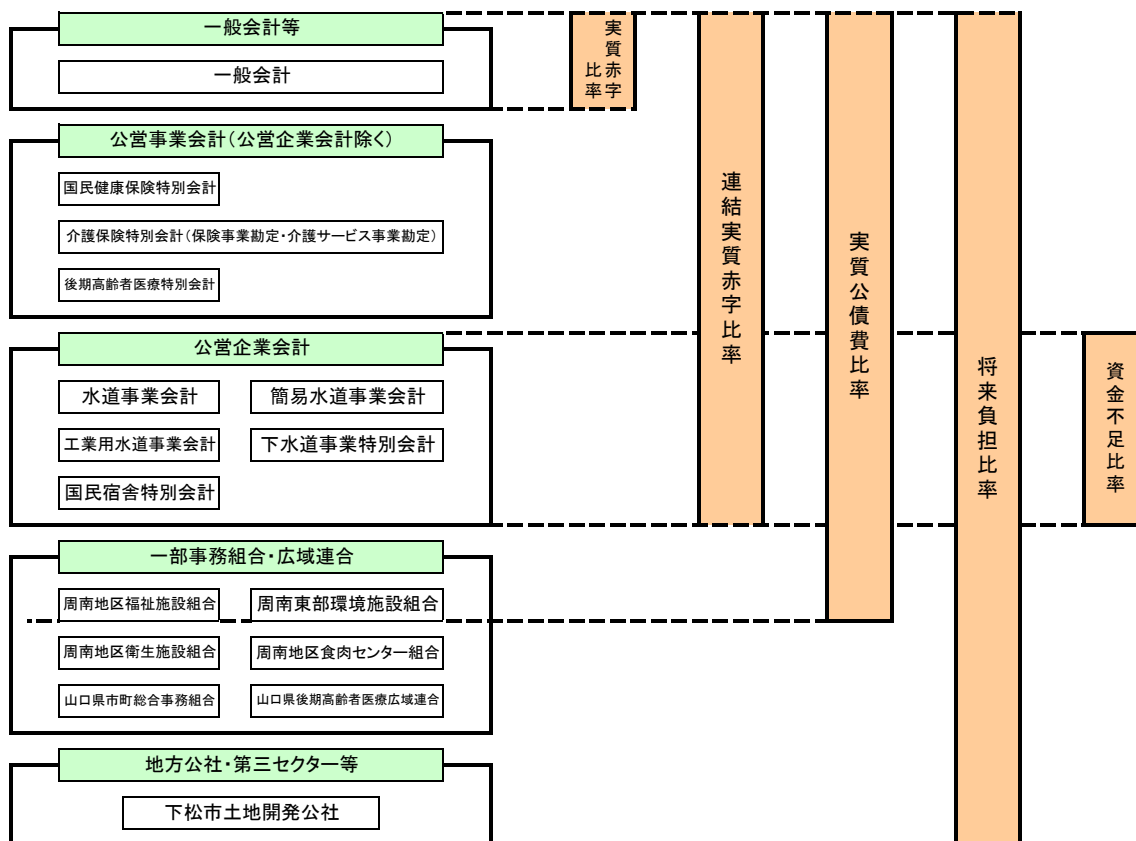 一般会計等
一般会計
公営事業会計(公営企業会計除く)
国民健康保険特別会計
介護保険特別会計(保険事業勘定・介護サービス事業勘定)
後期高齢者医療特別会計
公営企業会計
水道事業会計
簡易水道事業会計
工業用水道事業会計
下水道事業特別会計
国民宿舎特別会計
一部事務組合・広域連合
周南地区福祉施設組合
周南東部環境施設組合
周南地区衛生施設組合
周南地区食肉センター組合
山口県市町総合事務組合
山口県後期高齢者医療広域連合
地方公社・第三セクター等
下松市土地開発公社
実質赤字
比率
連結実質赤字比率
実質公債費比率
将来負担比率
資金不足比率